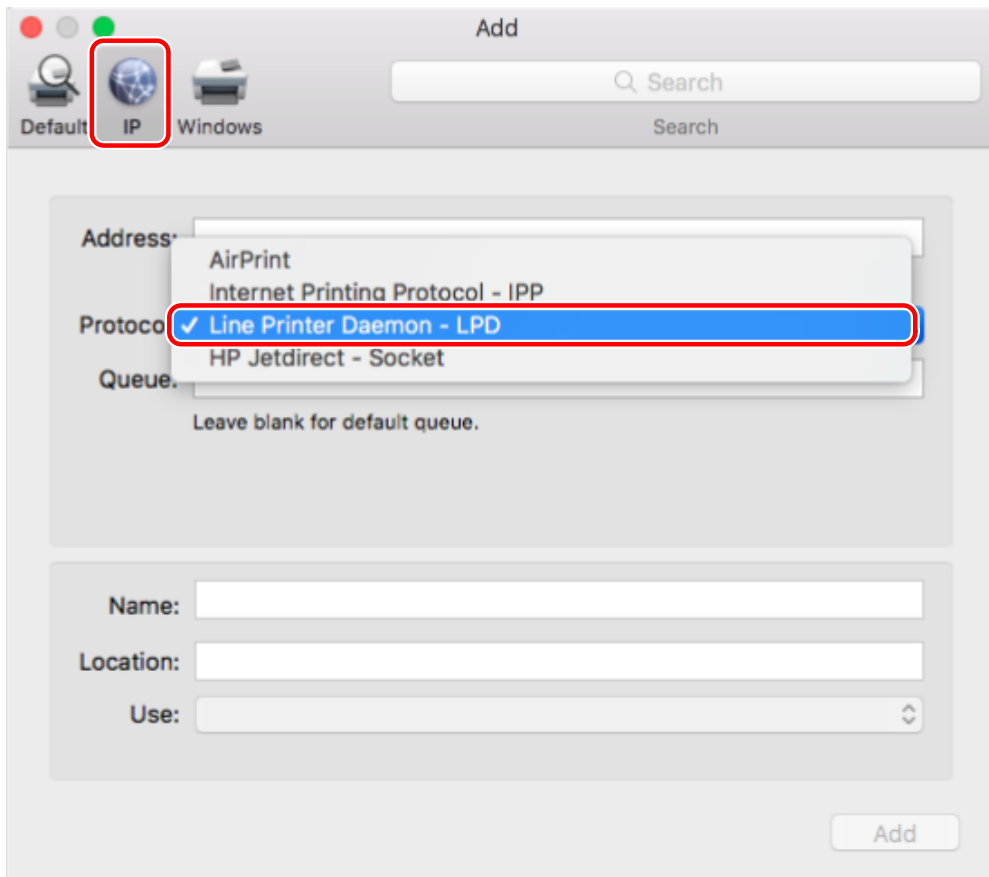 Add
Search
Default IP Windows Search
Address:
AirPrint
Internet Printing Protocol - IPP
Protoco ✓ Line Printer Daemon - LPD
HP Jetdirect - Socket
Queue:
Leave blank for default queue.
Name:
Location:
Use:
Add